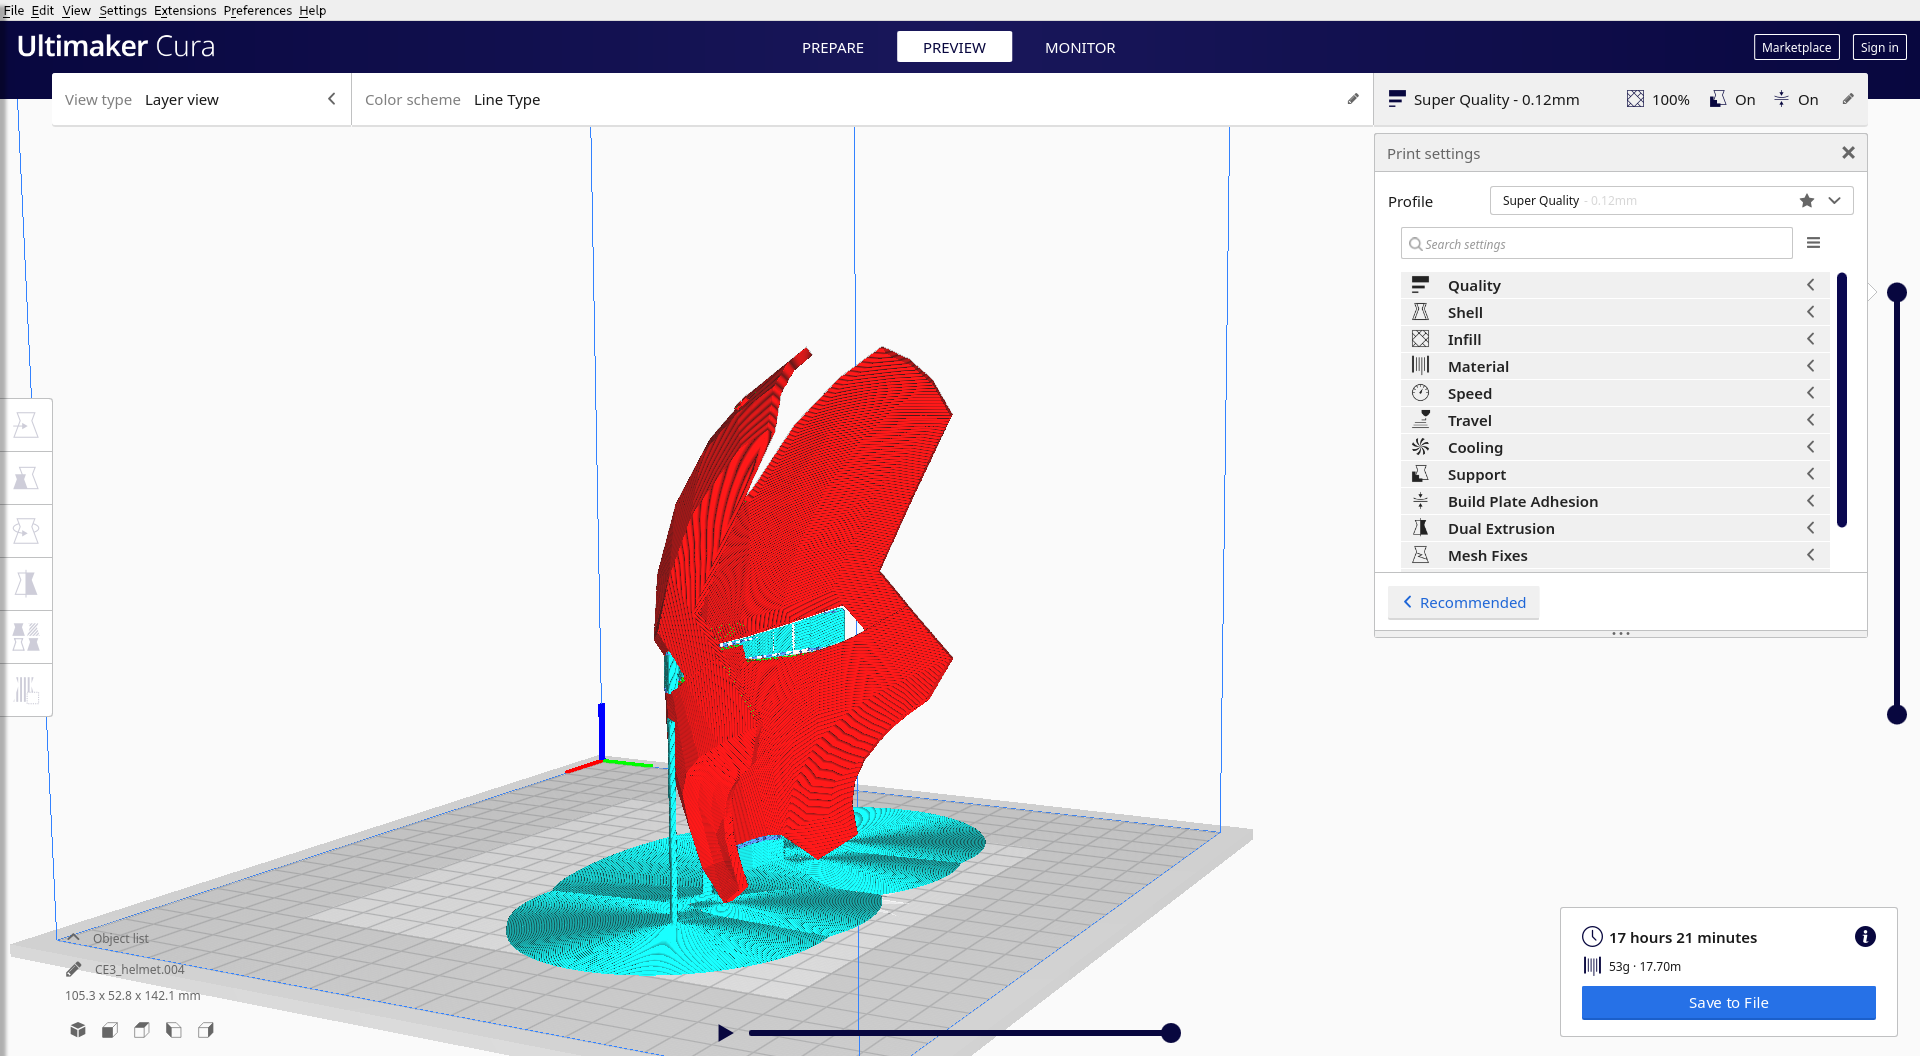 File Edit View Settings Extensions Preferences Help
Ultimaker Cura
PREPARE PREVIEW MONITOR
Marketplace Sign in
View type Layer view
Color scheme Line Type
Super Quality - 0.12mm 100% On On
Print settings
Profile Super Quality - 0.12mm
Search settings
Quality
Shell
Infill
Material
Speed
Travel
Cooling
Support
Build Plate Adhesion
Dual Extrusion
Mesh Fixes
Recommended
Object list
CE3_helmet.004
105.3 x 52.8 x 142.1 mm
17 hours 21 minutes
53g · 17.70m
Save to File